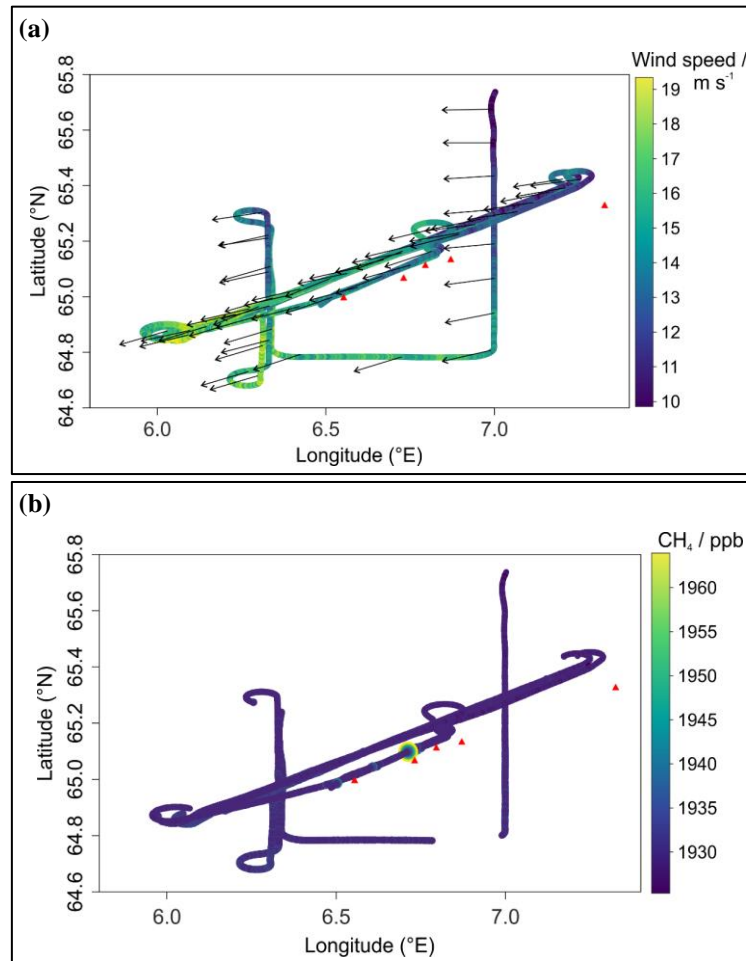 (a)
Wind speed /
m s⁻¹
65.8
65.6
65.4
65.2
65.0
64.8
64.6
Latitude (°N)
6.0 6.5 7.0
Longitude (°E)
19
18
17
16
15
14
13
12
11
10
(b)
CH₄ / ppb
65.8
65.6
65.4
65.2
65.0
64.8
64.6
Latitude (°N)
6.0 6.5 7.0
Longitude (°E)
1960
1955
1950
1945
1940
1935
1930